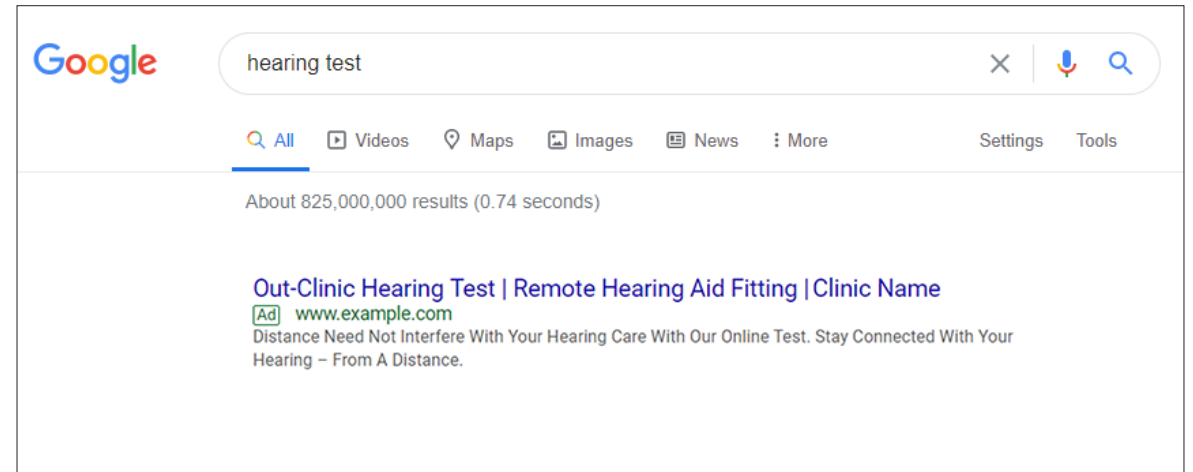 Google
hearing test
All Videos Maps Images News More Settings Tools
About 825,000,000 results (0.74 seconds)
Out-Clinic Hearing Test | Remote Hearing Aid Fitting | Clinic Name
Ad www.example.com
Distance Need Not Interfere With Your Hearing Care With Our Online Test. Stay Connected With Your
Hearing – From A Distance.